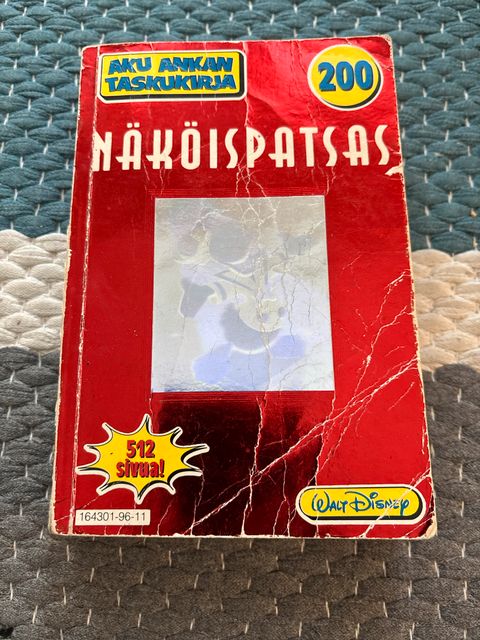 AKU ANKAN
TASKUKIRJA
200
NÄKÖISPATSAS
512
sivua!
164301-96-11
WALT DISNEY